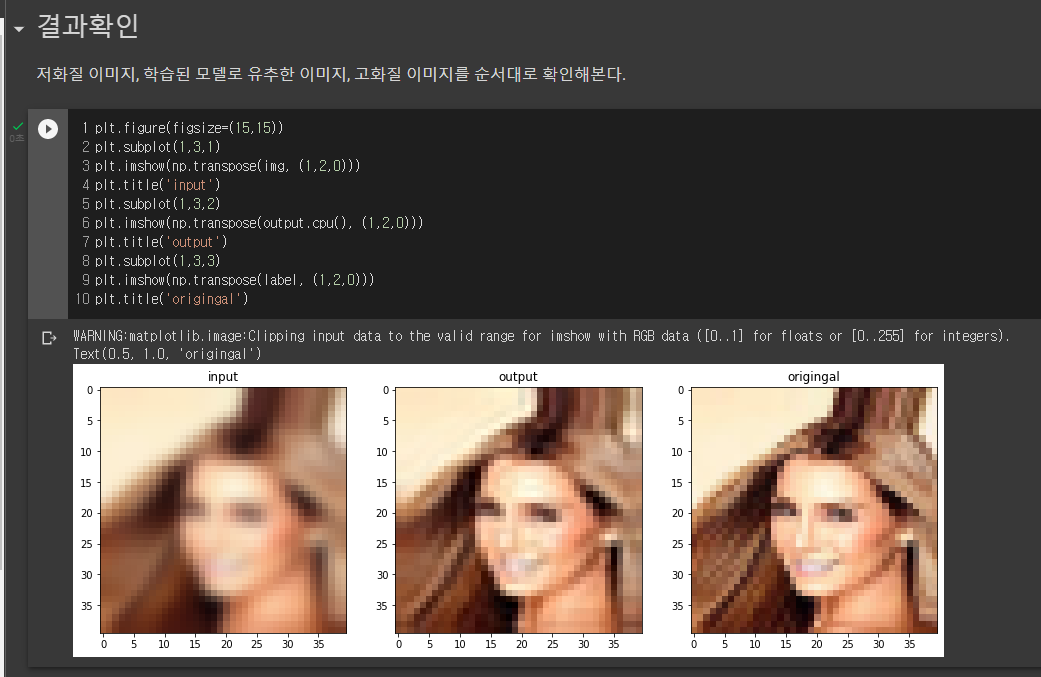 결과확인
저화질 이미지, 학습된 모델로 유추한 이미지, 고화질 이미지를 순서대로 확인해본다.
0초
1 plt.figure(figsize=(15,15))
2 plt.subplot(1,3,1)
3 plt.imshow(np.transpose(img, (1,2,0)))
4 plt.title('input')
5 plt.subplot(1,3,2)
6 plt.imshow(np.transpose(output.cpu(), (1,2,0)))
7 plt.title('output')
8 plt.subplot(1,3,3)
9 plt.imshow(np.transpose(label, (1,2,0)))
10 plt.title('origingal')
WARNING:matplotlib.image:Clipping input data to the valid range for imshow with RGB data ([0..1] for floats or [0..255] for integers).
Text(0.5, 1.0, 'origingal')
input output origingal
0 0 0
5 5 5
10 10 10
15 15 15
20 20 20
25 25 25
30 30 30
35 35 35
0 5 10 15 20 25 30 35 0 5 10 15 20 25 30 35 0 5 10 15 20 25 30 35